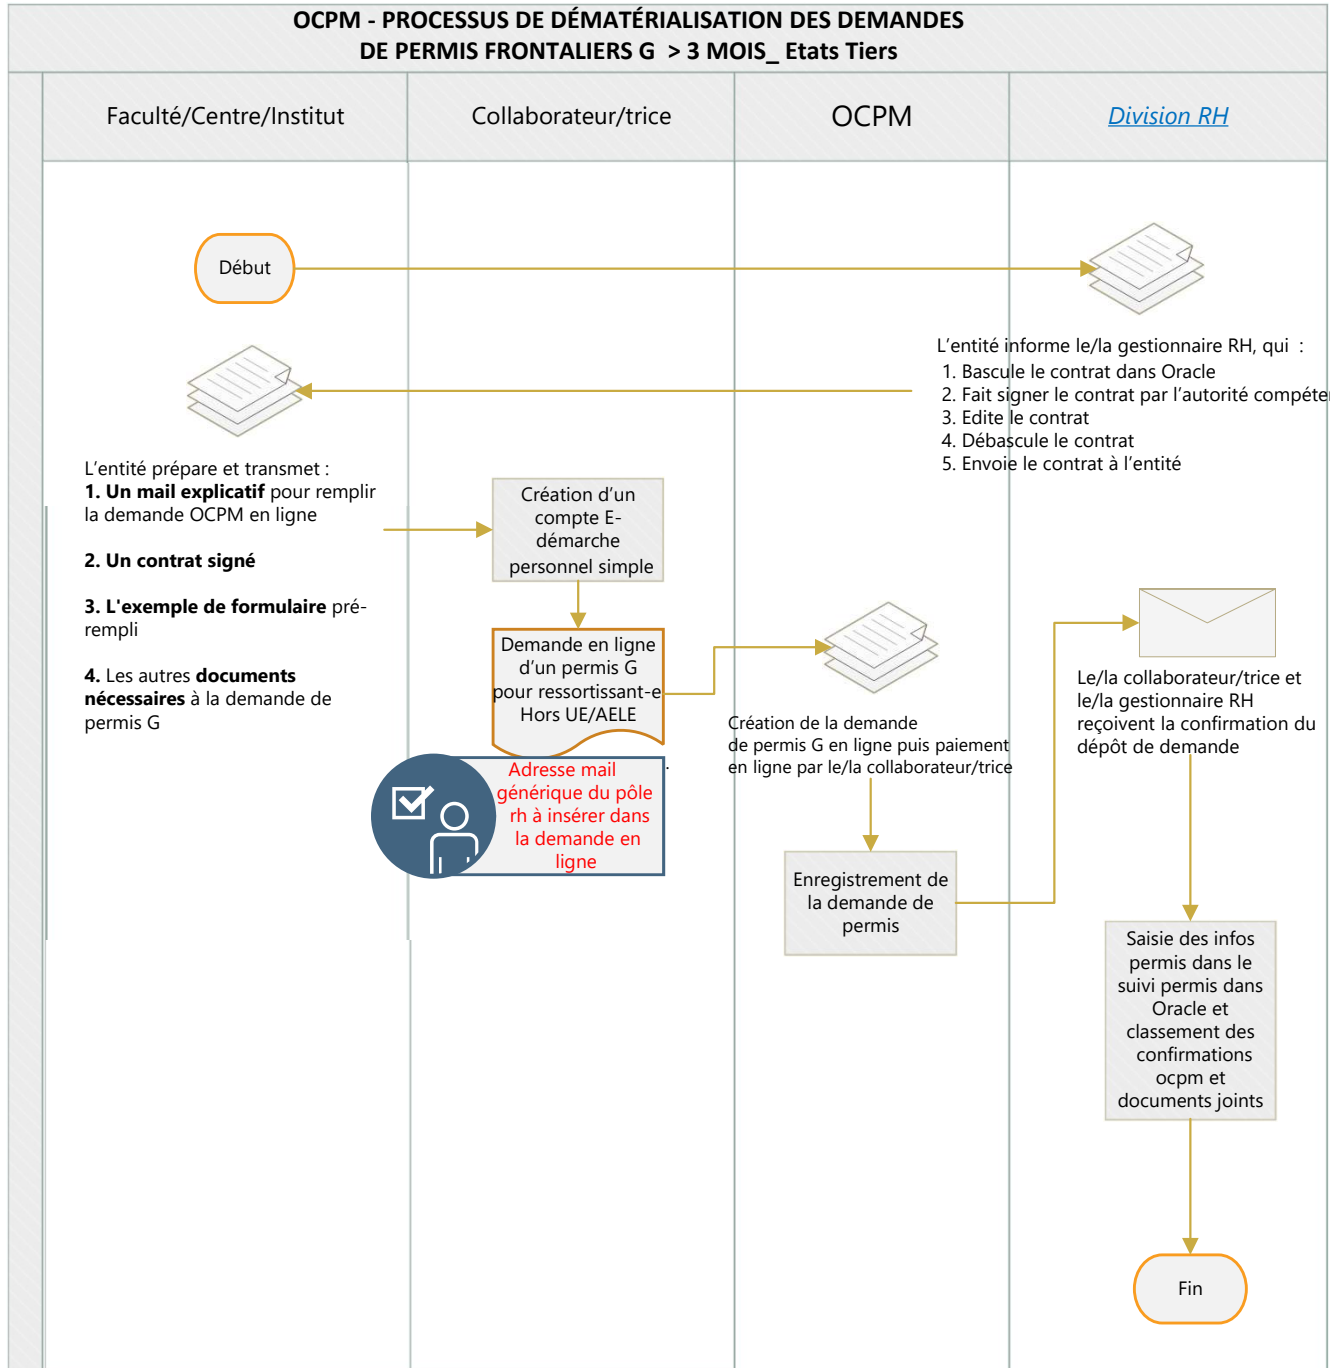 OCPM - PROCESSUS DE DÉMATÉRIALISATION DES DEMANDES
DE PERMIS FRONTALIERS G > 3 MOIS_ Etats Tiers
Faculté/Centre/Institut
Collaborateur/trice
OCPM
Division RH
Début
L'entité informe le/la gestionnaire RH, qui :
1. Bascule le contrat dans Oracle
2. Fait signer le contrat par l'autorité
3. Edite le contrat
4. Débascule le contrat
5. Envoie le contrat à l'entité
L'entité prépare et transmet :
1. Un mail explicatif pour remplir
la demande OCPM en ligne
2. Un contrat signé
3. L'exemple de formulaire pré-
rempli
4. Les autres documents
nécessaires à la demande de
permis G
Création d'un
compte E-
démarche
personnel simple
Demande en ligne
d'un permis G
pour ressortissant-e
Hors UE/AELE
.
Adresse mail
générique du pôle
rh à insérer dans
la demande en
ligne
Création de la demande
de permis G en ligne puis paiement
en ligne par le/la collaborateur/trice
Enregistrement de
la demande de
permis
Le/la collaborateur/trice et
le/la gestionnaire RH
reçoivent la confirmation du
dépôt de demande
Saisie des infos
permis dans le
suivi permis dans
Oracle et
classement des
confirmations
ocpm et
documents joints
Fin